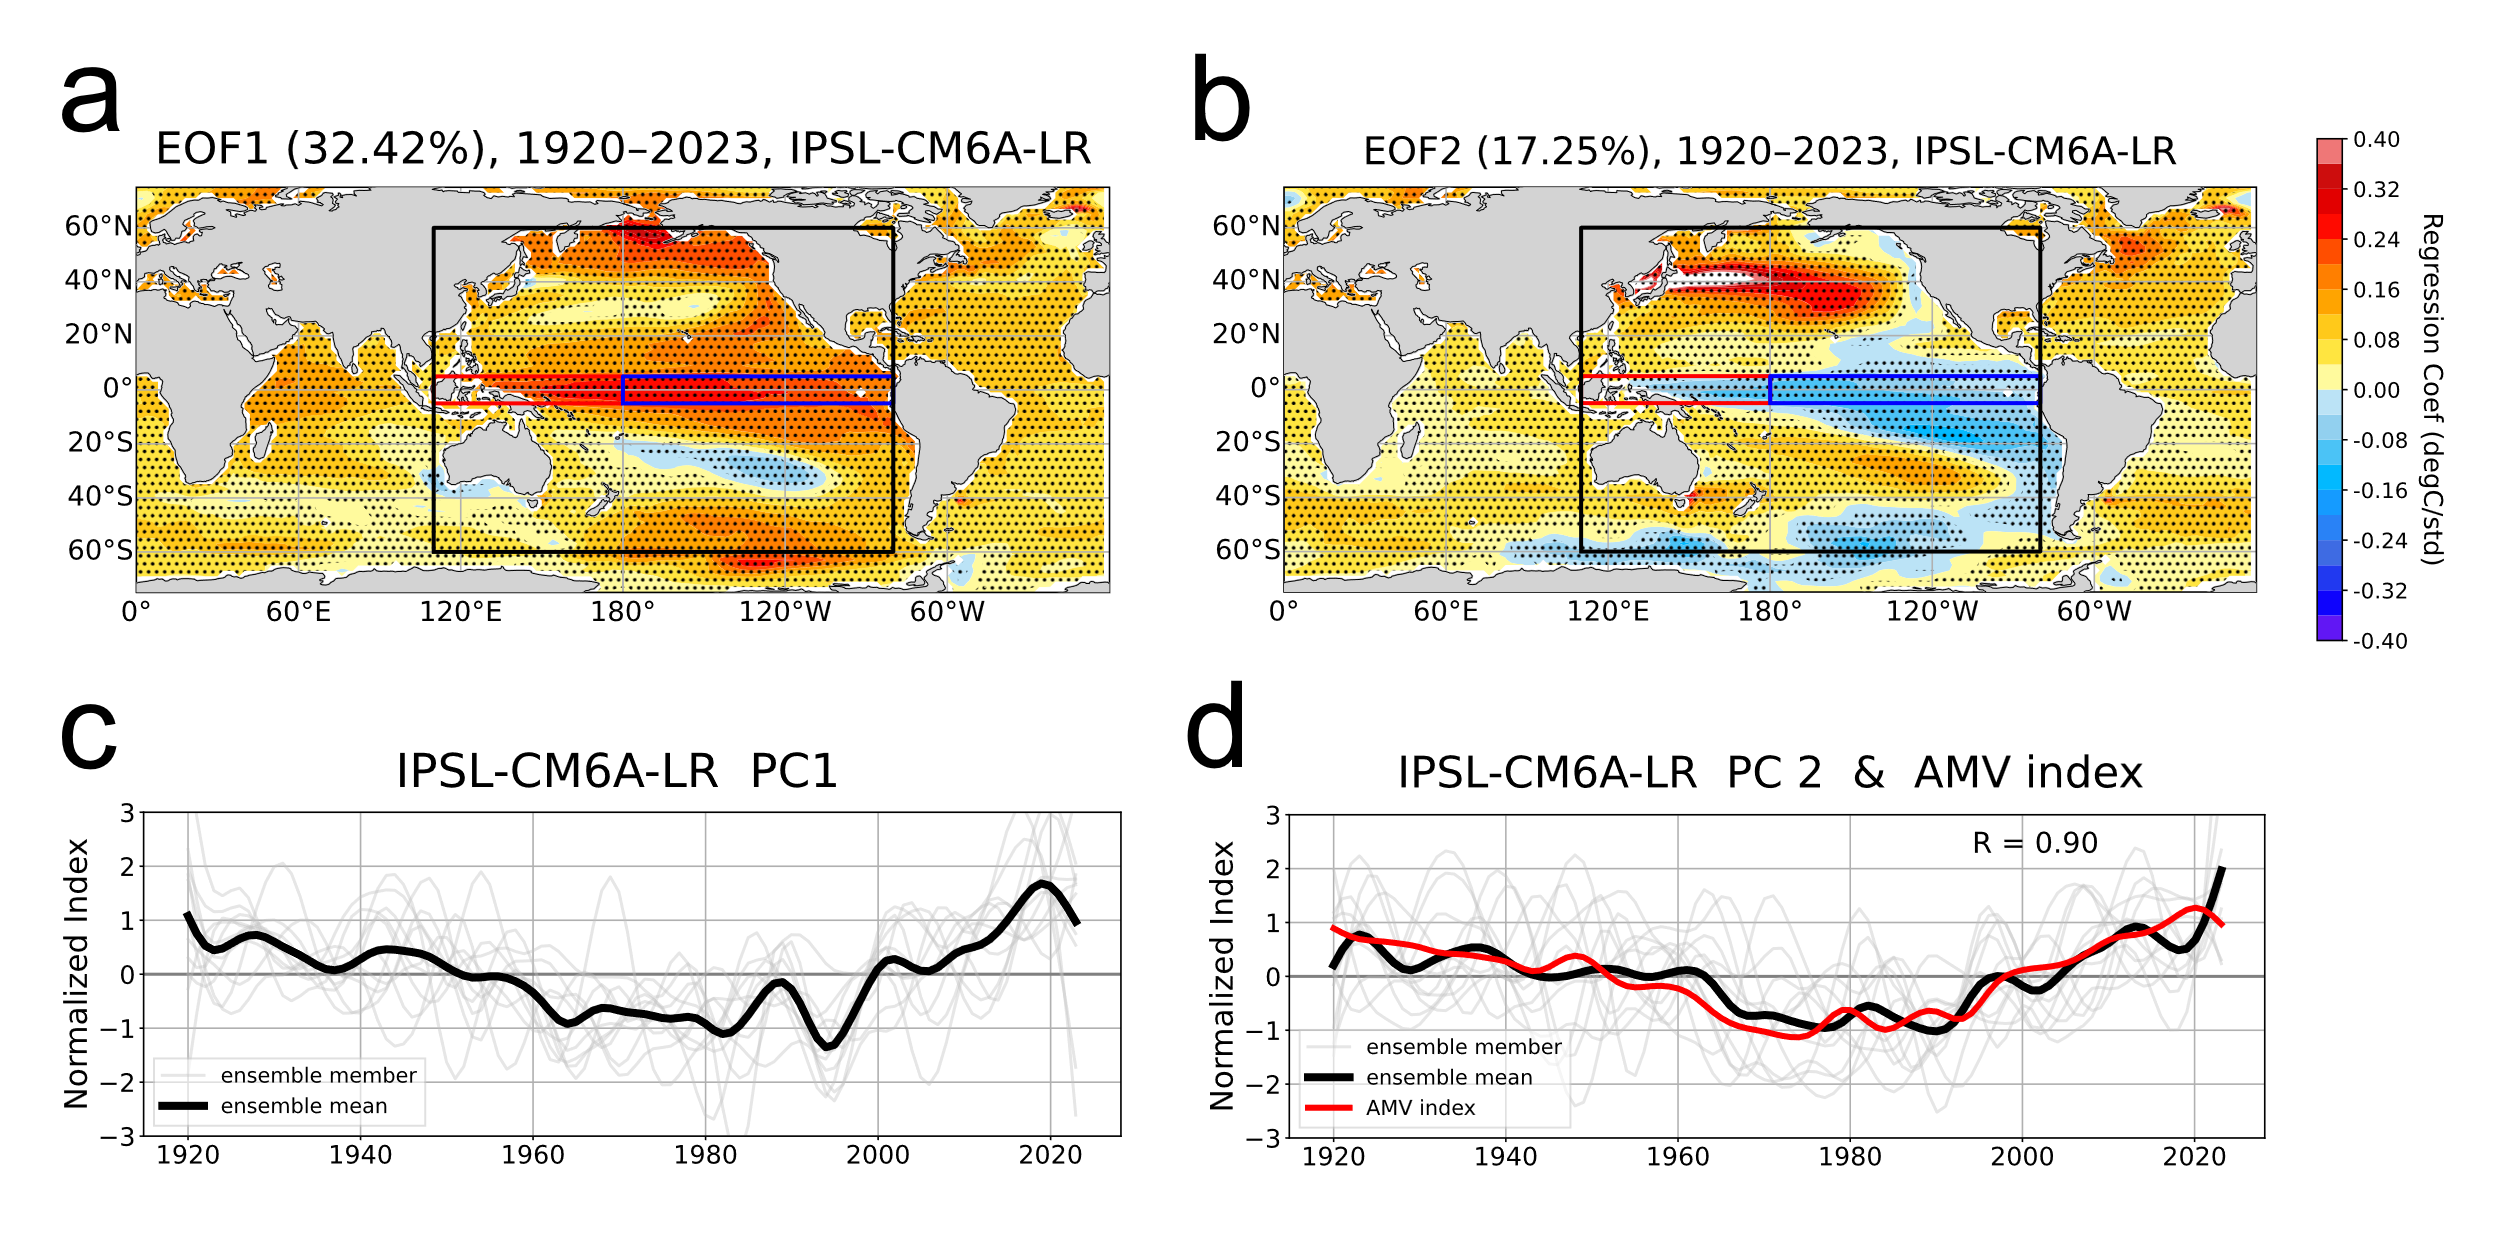 a
EOF1 (32.42%), 1920–2023, IPSL-CM6A-LR
60°N
40°N
20°N
0°
20°S
40°S
60°S
0°
60°E
120°E
180°
120°W
60°W
b
EOF2 (17.25%), 1920–2023, IPSL-CM6A-LR
60°N
40°N
20°N
0°
20°S
40°S
60°S
0°
60°E
120°E
180°
120°W
60°W
0.40
0.32
0.24
0.16
0.08
0.00
-0.08
-0.16
-0.24
-0.32
-0.40
Regression Coef (degC/std)
c
IPSL-CM6A-LR PC1
Normalized Index
3
2
1
0
−1
−2
−3
ensemble member
ensemble mean
1920
1940
1960
1980
2000
2020
d
IPSL-CM6A-LR PC 2 & AMV index
Normalized Index
3
2
1
0
−1
−2
−3
R = 0.90
ensemble member
ensemble mean
AMV index
1920
1940
1960
1980
2000
2020